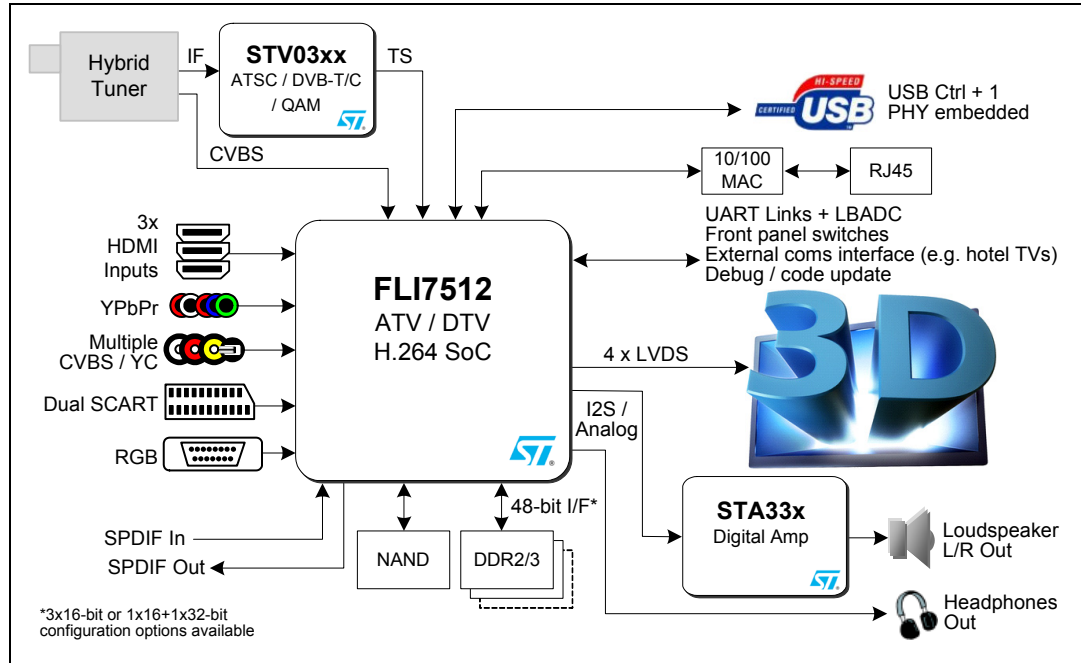 Hybrid
Tuner
IF
STV03xx
ATSC / DVB-T/C
/ QAM
TS
CVBS
HI-SPEED
CERTIFIED
USB
USB Ctrl + 1
PHY embedded
10/100
MAC
RJ45
UART Links + LBADC
Front panel switches
External coms interface (e.g. hotel TVs)
Debug / code update
3x
HDMI
Inputs
YPbPr
Multiple
CVBS / YC
Dual SCART
RGB
FLI7512
ATV / DTV
H.264 SoC
ST
4 x LVDS
3D
I2S /
Analog
STA33x
Digital Amp
ST
Loudspeaker
L/R Out
Headphones
Out
SPDIF In
SPDIF Out
NAND
48-bit I/F*
DDR2/3
*3x16-bit or 1x16+1x32-bit
configuration options available
ST